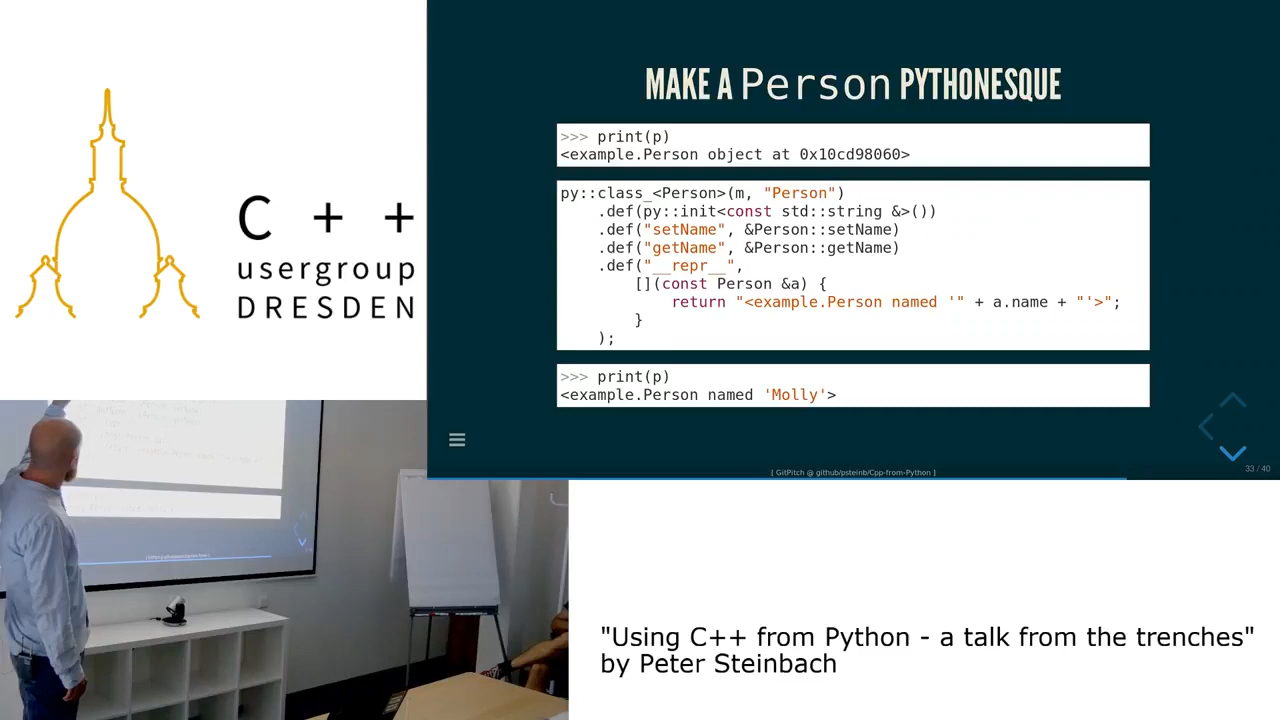 C + +
usergroup
DRESDEN
MAKE A Person PYTHONESQUE
>>> print(p)
<example.Person object at 0x10cd98060>
py::class_<Person>(m, "Person")
    .def(py::init<const std::string &>())
    .def("setName", &Person::setName)
    .def("getName", &Person::getName)
    .def("__repr__",
        [](const Person &a) {
            return "<example.Person named '" + a.name + "'>";
        }
    );
>>> print(p)
<example.Person named 'Molly'>
[ GitPitch @ github/psteinb/Cpp-from-Python ]
33 / 40
"Using C++ from Python - a talk from the trenches"
by Peter Steinbach